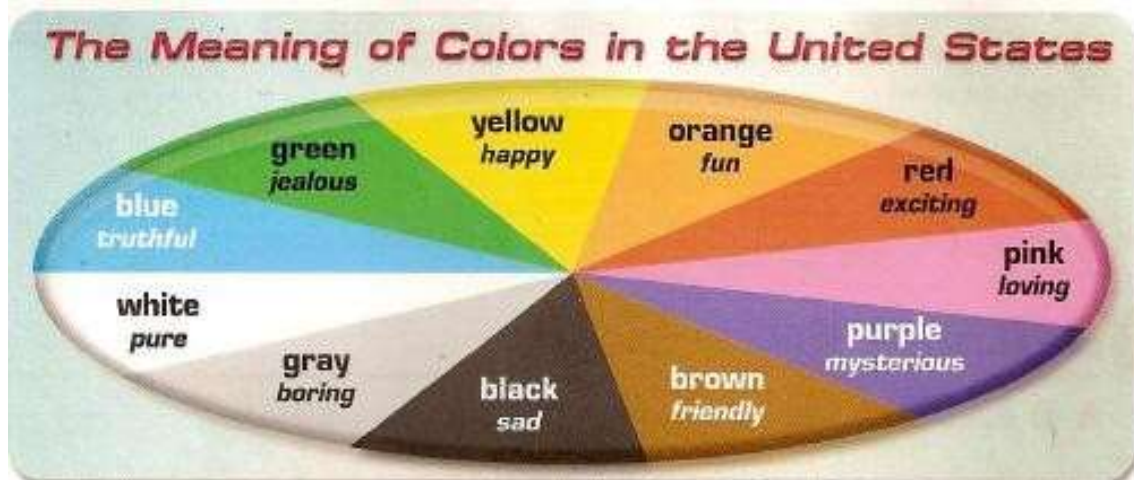 The Meaning of Colors in the United States
yellow
happy
orange
fun
red
exciting
pink
loving
purple
mysterious
brown
friendly
black
sad
gray
boring
white
pure
blue
truthful
green
jealous